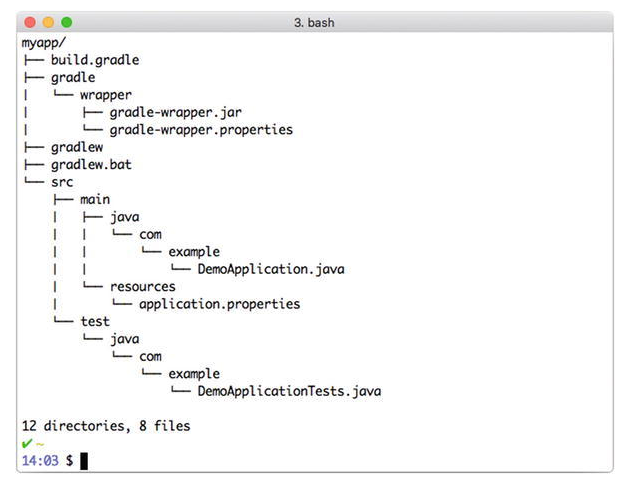 3. bash
myapp/
├── build.gradle
├── gradle
│   └── wrapper
│       ├── gradle-wrapper.jar
│       └── gradle-wrapper.properties
├── gradlew
├── gradlew.bat
└── src
    ├── main
    │   ├── java
    │   │   └── com
    │   │       └── example
    │   │           └── DemoApplication.java
    │   └── resources
    │       └── application.properties
    └── test
        └── java
            └── com
                └── example
                    └── DemoApplicationTests.java
12 directories, 8 files
✔ ~
14:03 $